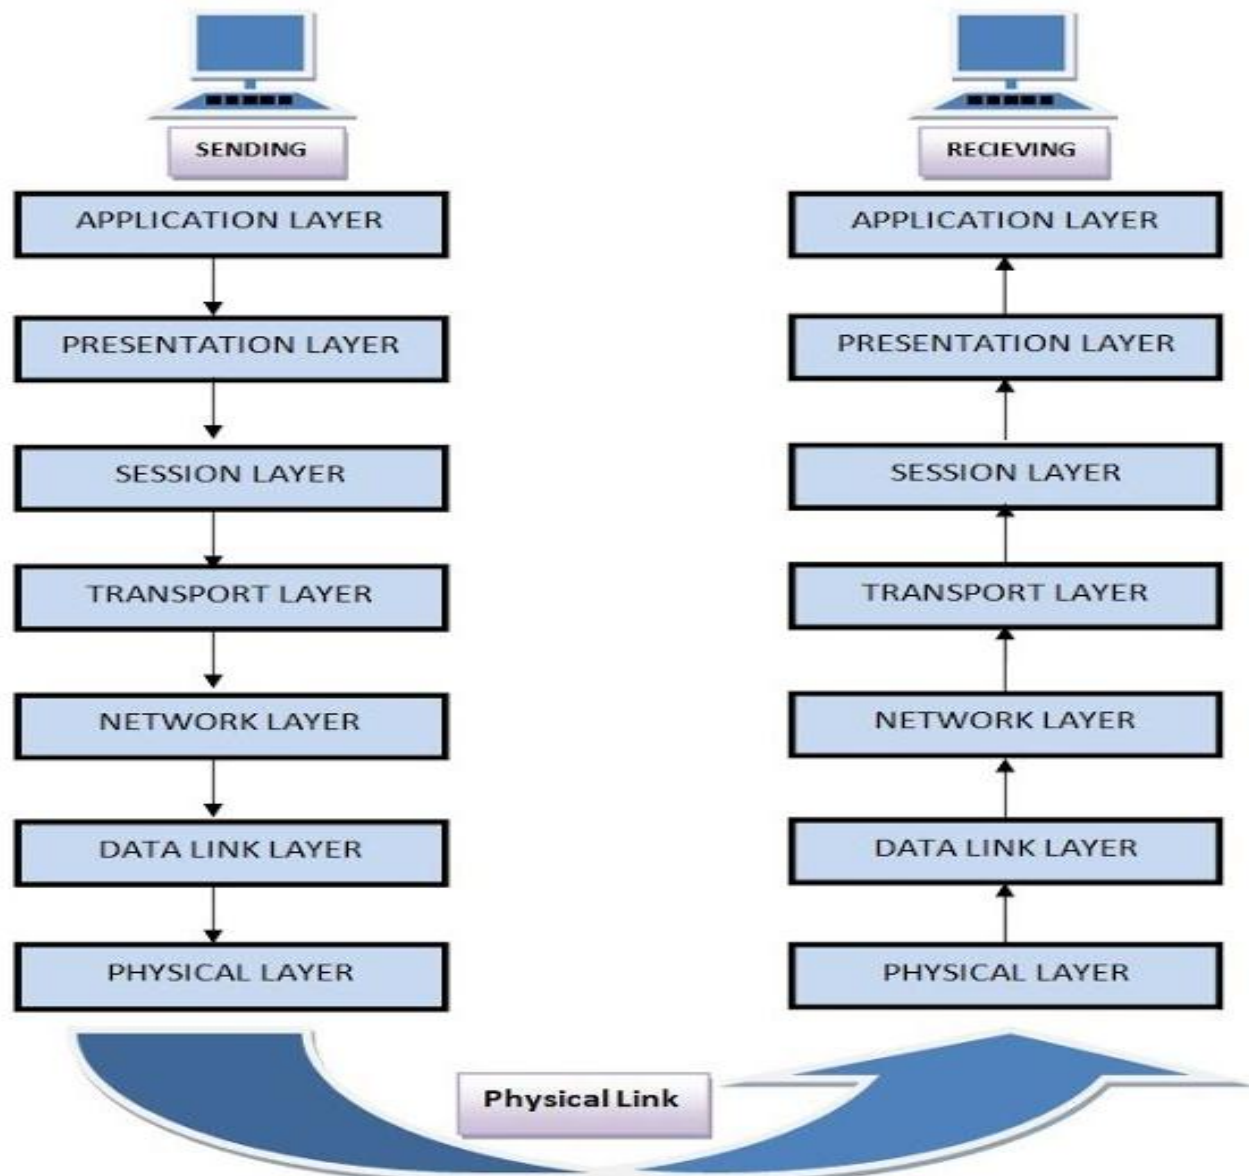 SENDING
APPLICATION LAYER
PRESENTATION LAYER
SESSION LAYER
TRANSPORT LAYER
NETWORK LAYER
DATA LINK LAYER
PHYSICAL LAYER
RECIEVING
APPLICATION LAYER
PRESENTATION LAYER
SESSION LAYER
TRANSPORT LAYER
NETWORK LAYER
DATA LINK LAYER
PHYSICAL LAYER
Physical Link